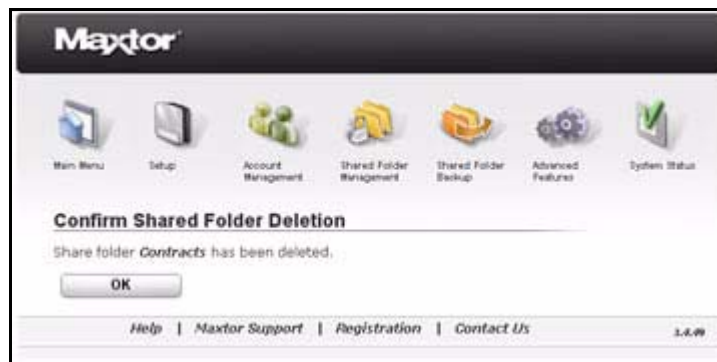 Maxtor
Main Menu
Setup
Account Management
Shared Folder Management
Shared Folder Backup
Advanced Features
System Status
Confirm Shared Folder Deletion
Share folder Contracts has been deleted.
OK
Help | Maxtor Support | Registration | Contact Us